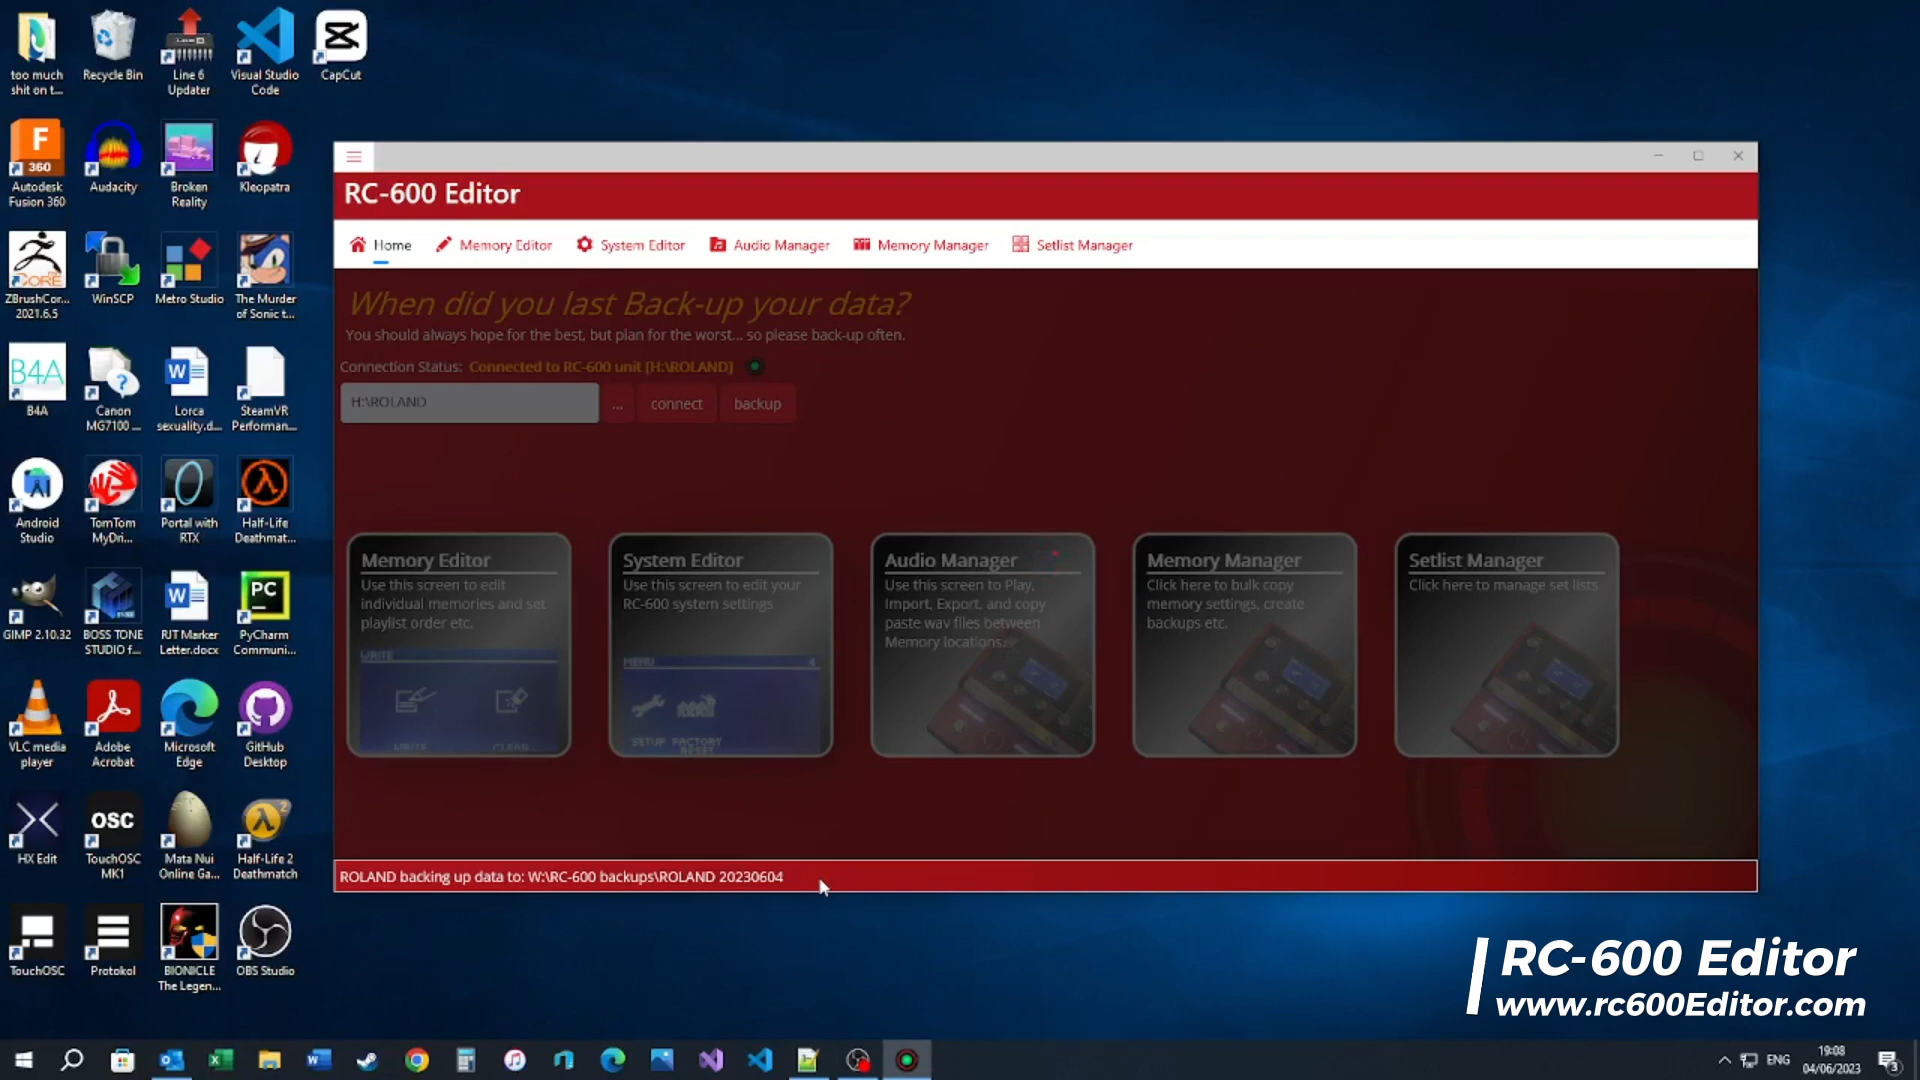 too much
shit on t...
Recycle Bin
Line 6
Updater
Visual Studio
Code
CapCut
Autodesk
Fusion 360
Audacity
Broken
Reality
Kleopatra
ZBrushCor...
2021.6.5
WinSCP
Metro Studio
The Murder
of Sonic t...
B4A
B4A
Canon
MG7100 ...
Lorca
sexuality.d...
SteamVR
Performan...
Android
Studio
TomTom
MyDri...
Portal with
RTX
Half-Life
Deathmat...
GIMP 2.10.32
BOSS TONE
STUDIO f...
RJT Marker
Letter.docx
PyCharm
Communi...
VLC media
player
Adobe
Acrobat
Microsoft
Edge
GitHub
Desktop
HX Edit
OSC
TouchOSC
MK1
Mata Nui
Online Ga...
Half-Life 2
Deathmatch
TouchOSC
Protokol
BIONICLE
The Legen...
OBS Studio
RC-600 Editor
Home Memory Editor System Editor Audio Manager Memory Manager Setlist Manager
When did you last Back-up your data?
You should always hope for the best, but plan for the worst... so please back-up often.
Connection Status: Connected to RC-600 unit [H:\ROLAND]
H:\ROLAND ... connect backup
Memory Editor
Use this screen to edit
individual memories and set
playlist order etc.
WRITE
WRITE CLEAR
System Editor
Use this screen to edit your
RC-600 system settings
MENU
SETUP FACTORY
RESET
Audio Manager
Use this screen to Play,
Import, Export, and copy
paste wav files between
Memory locations.
Memory Manager
Click here to bulk copy
memory settings, create
backups etc.
Setlist Manager
Click here to manage set lists
ROLAND backing up data to: W:\RC-600 backups\ROLAND 20230604
RC-600 Editor
www.rc600Editor.com
ENG
19:08
04/06/2023
3